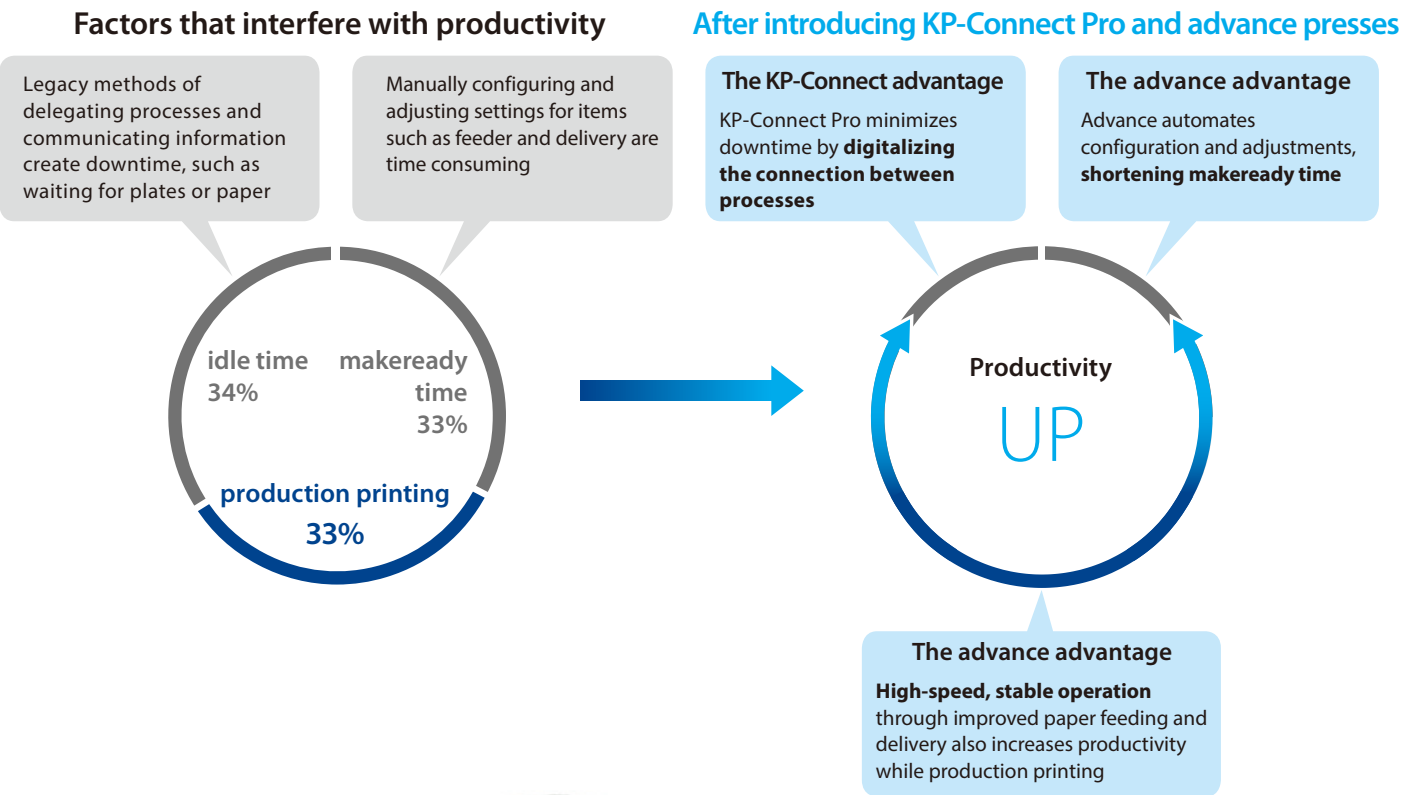 Factors that interfere with productivity
Legacy methods of
delegating processes and
communicating information
create downtime, such as
waiting for plates or paper
Manually configuring and
adjusting settings for items
such as feeder and delivery are
time consuming
idle time
34%
makeready
time
33%
production printing
33%
After introducing KP-Connect Pro and advance presses
The KP-Connect advantage
KP-Connect Pro minimizes
downtime by digitalizing
the connection between
processes
The advance advantage
Advance automates
configuration and adjustments,
shortening makeready time
Productivity
UP
The advance advantage
High-speed, stable operation
through improved paper feeding and
delivery also increases productivity
while production printing